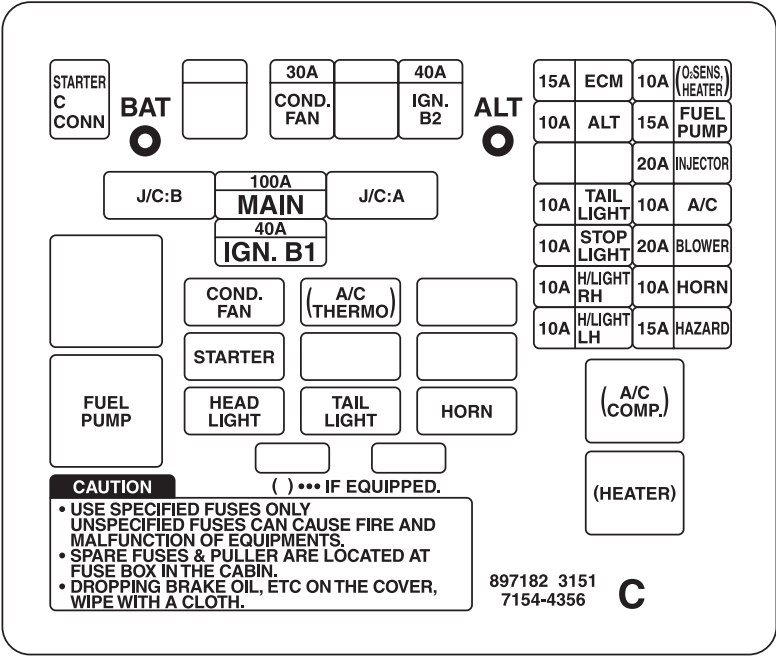 STARTER
C
CONN
BAT
30A
COND.
FAN
40A
IGN.
B2
ALT
15A ECM 10A (O2SENS, HEATER)
10A ALT 15A FUEL PUMP
20A INJECTOR
10A TAIL LIGHT 10A A/C
10A STOP LIGHT 20A BLOWER
10A H/LIGHT RH 10A HORN
10A H/LIGHT LH 15A HAZARD
J/C:B
100A
MAIN
J/C:A
40A
IGN. B1
COND.
FAN
(A/C
THERMO)
STARTER
FUEL
PUMP
HEAD
LIGHT
TAIL
LIGHT
HORN
(A/C
COMP.)
(HEATER)
( ) ••• IF EQUIPPED.
CAUTION
• USE SPECIFIED FUSES ONLY
UNSPECIFIED FUSES CAN CAUSE FIRE AND
MALFUNCTION OF EQUIPMENTS.
• SPARE FUSES & PULLER ARE LOCATED AT
FUSE BOX IN THE CABIN.
• DROPPING BRAKE OIL, ETC ON THE COVER,
WIPE WITH A CLOTH.
897182 3151
7154-4356
C